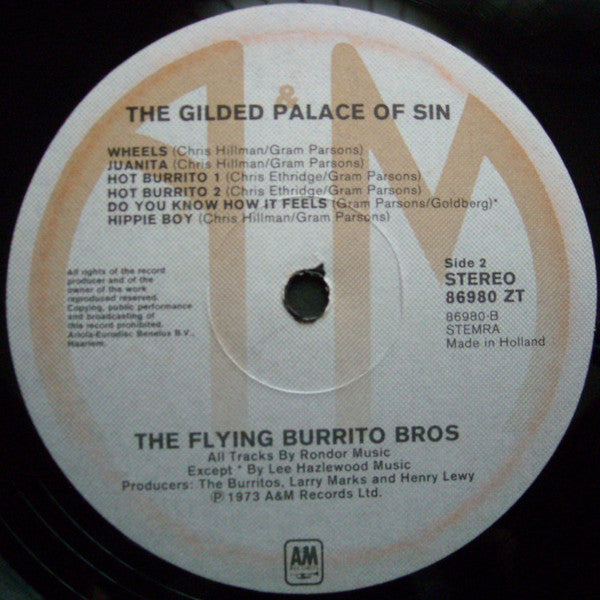 &
THE GILDED PALACE OF SIN
WHEELS (Chris Hillman/Gram Parsons)
JUANITA (Chris Hillman/Gram Parsons)
HOT BURRITO 1 (Chris Ethridge/Gram Parsons)
HOT BURRITO 2 (Chris Ethridge/Gram Parsons)
DO YOU KNOW HOW IT FEELS (Gram Parsons/Goldberg)*
HIPPIE BOY (Chris Hillman/Gram Parsons)
All rights of the record
producer and of the
owner of the work
reproduced reserved.
Copying, public performance
and broadcasting of
this record prohibited.
Ariola-Eurodisc Benelux B.V.,
Haarlem.
Side 2
STEREO
86980 ZT
86980-B
STEMRA
Made in Holland
THE FLYING BURRITO BROS
All Tracks By Rondor Music
Except * By Lee Hazlewood Music
Producers: The Burritos, Larry Marks and Henry Lewy
℗ 1973 A&M Records Ltd.
AM
RECORDS